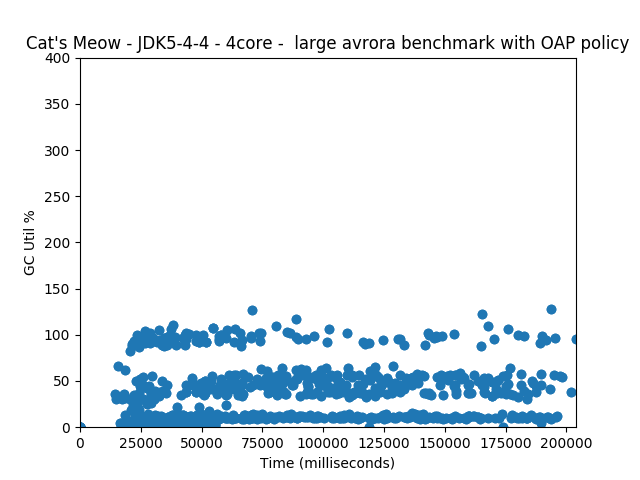 Cat's Meow - JDK5-4-4 - 4core -  large avrora benchmark with OAP policy
400
350
300
250
200
150
100
50
0
GC Util %
0 25000 50000 75000 100000 125000 150000 175000 200000
Time (milliseconds)